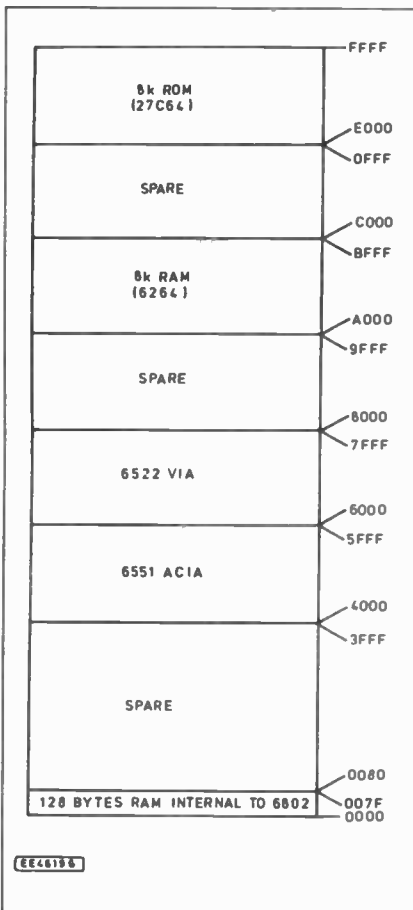 FFFF
8k ROM
(27C64)
E000
0FFF
SPARE
C000
BFFF
8k RAM
(6264)
A000
9FFF
SPARE
8000
7FFF
6522 VIA
6000
5FFF
6551 ACIA
4000
3FFF
SPARE
0080
128 BYTES RAM INTERNAL TO 6802
007F
0000
EE4619G